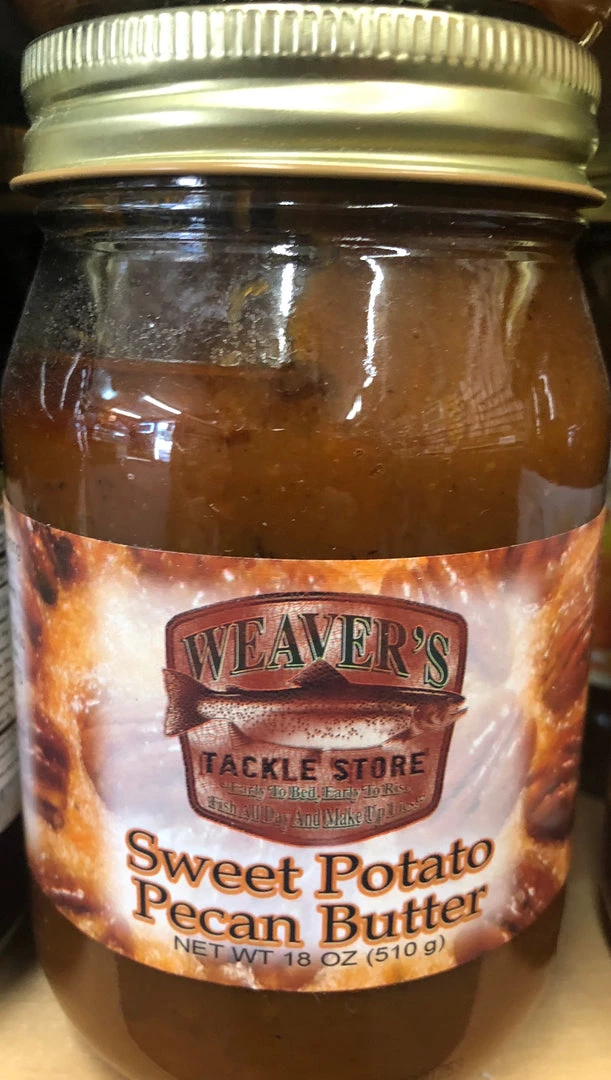 WEAVER'S
TACKLE STORE
"Early To Bed, Early To Rise,
Fish All Day And Make Up Lies"
Sweet Potato
Pecan Butter
NET WT 18 OZ (510 g)